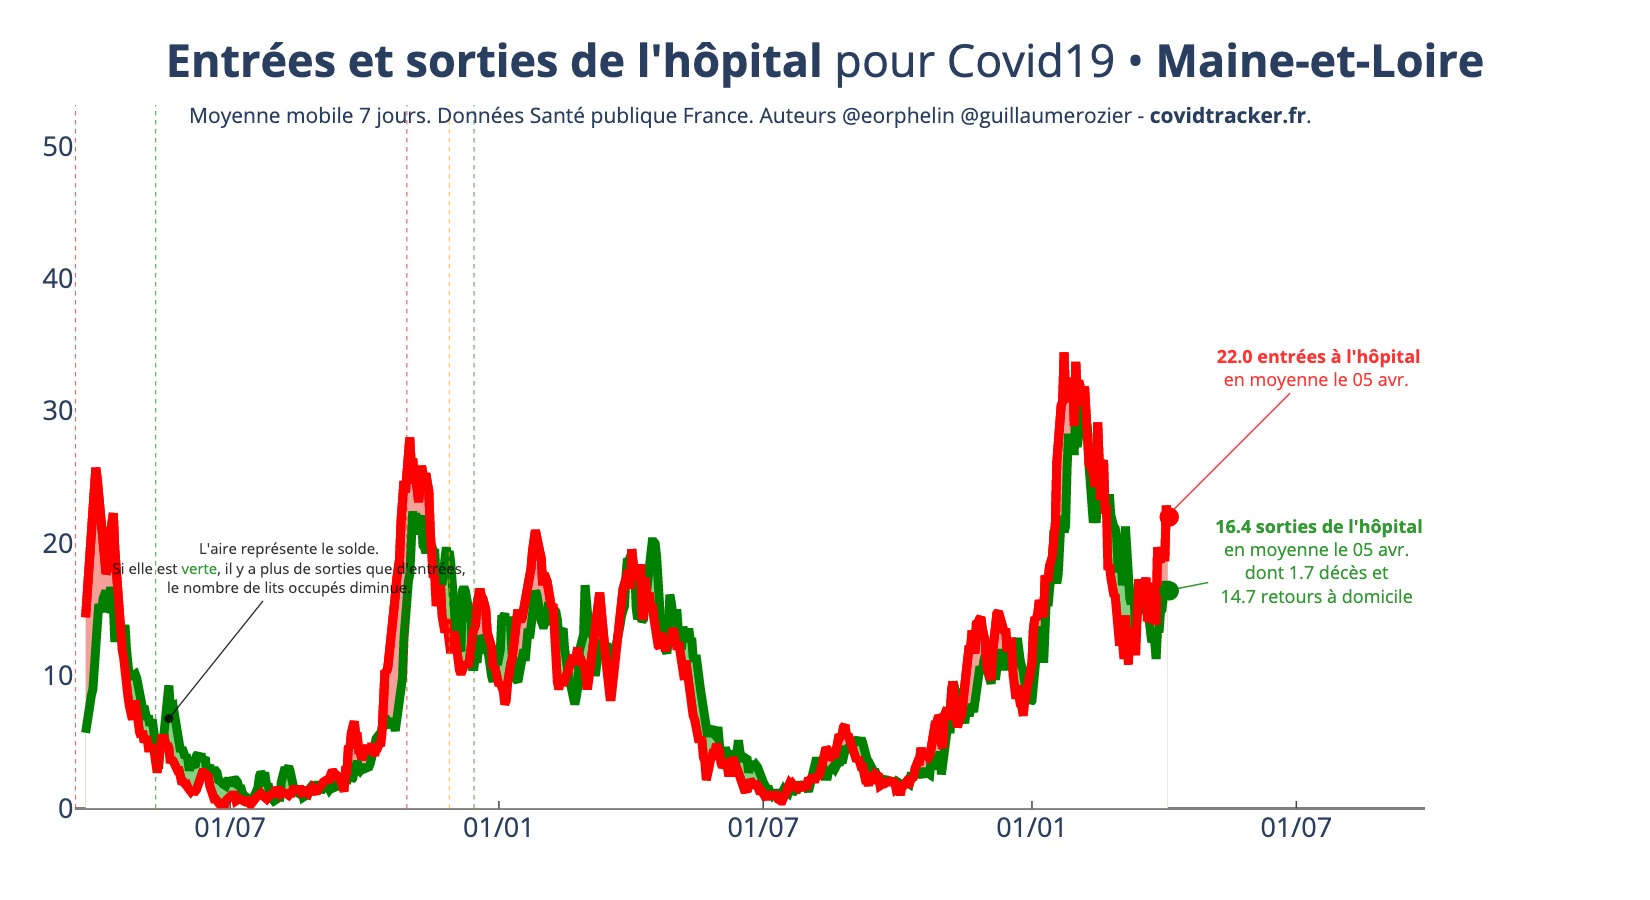 Entrées et sorties de l'hôpital pour Covid19 • Maine-et-Loire
Moyenne mobile 7 jours. Données Santé publique France. Auteurs @eorphelin @guillaumerozier - covidtracker.fr.
50
40
30
20
10
0
L'aire représente le solde.
Si elle est verte, il y a plus de sorties que d'entrées,
le nombre de lits occupés diminue.
22.0 entrées à l'hôpital
en moyenne le 05 avr.
16.4 sorties de l'hôpital
en moyenne le 05 avr.
dont 1.7 décès et
14.7 retours à domicile
01/07
01/01
01/07
01/01
01/07